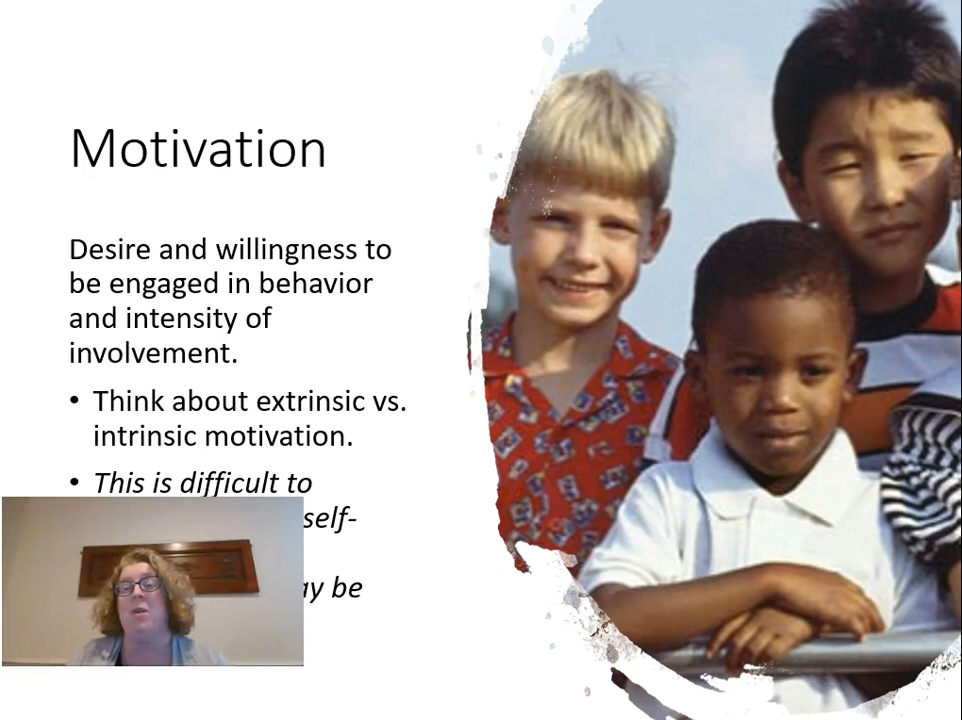 Motivation
Desire and willingness to
be engaged in behavior
and intensity of
involvement.
• Think about extrinsic vs.
intrinsic motivation.
• This is difficult to
self-
be